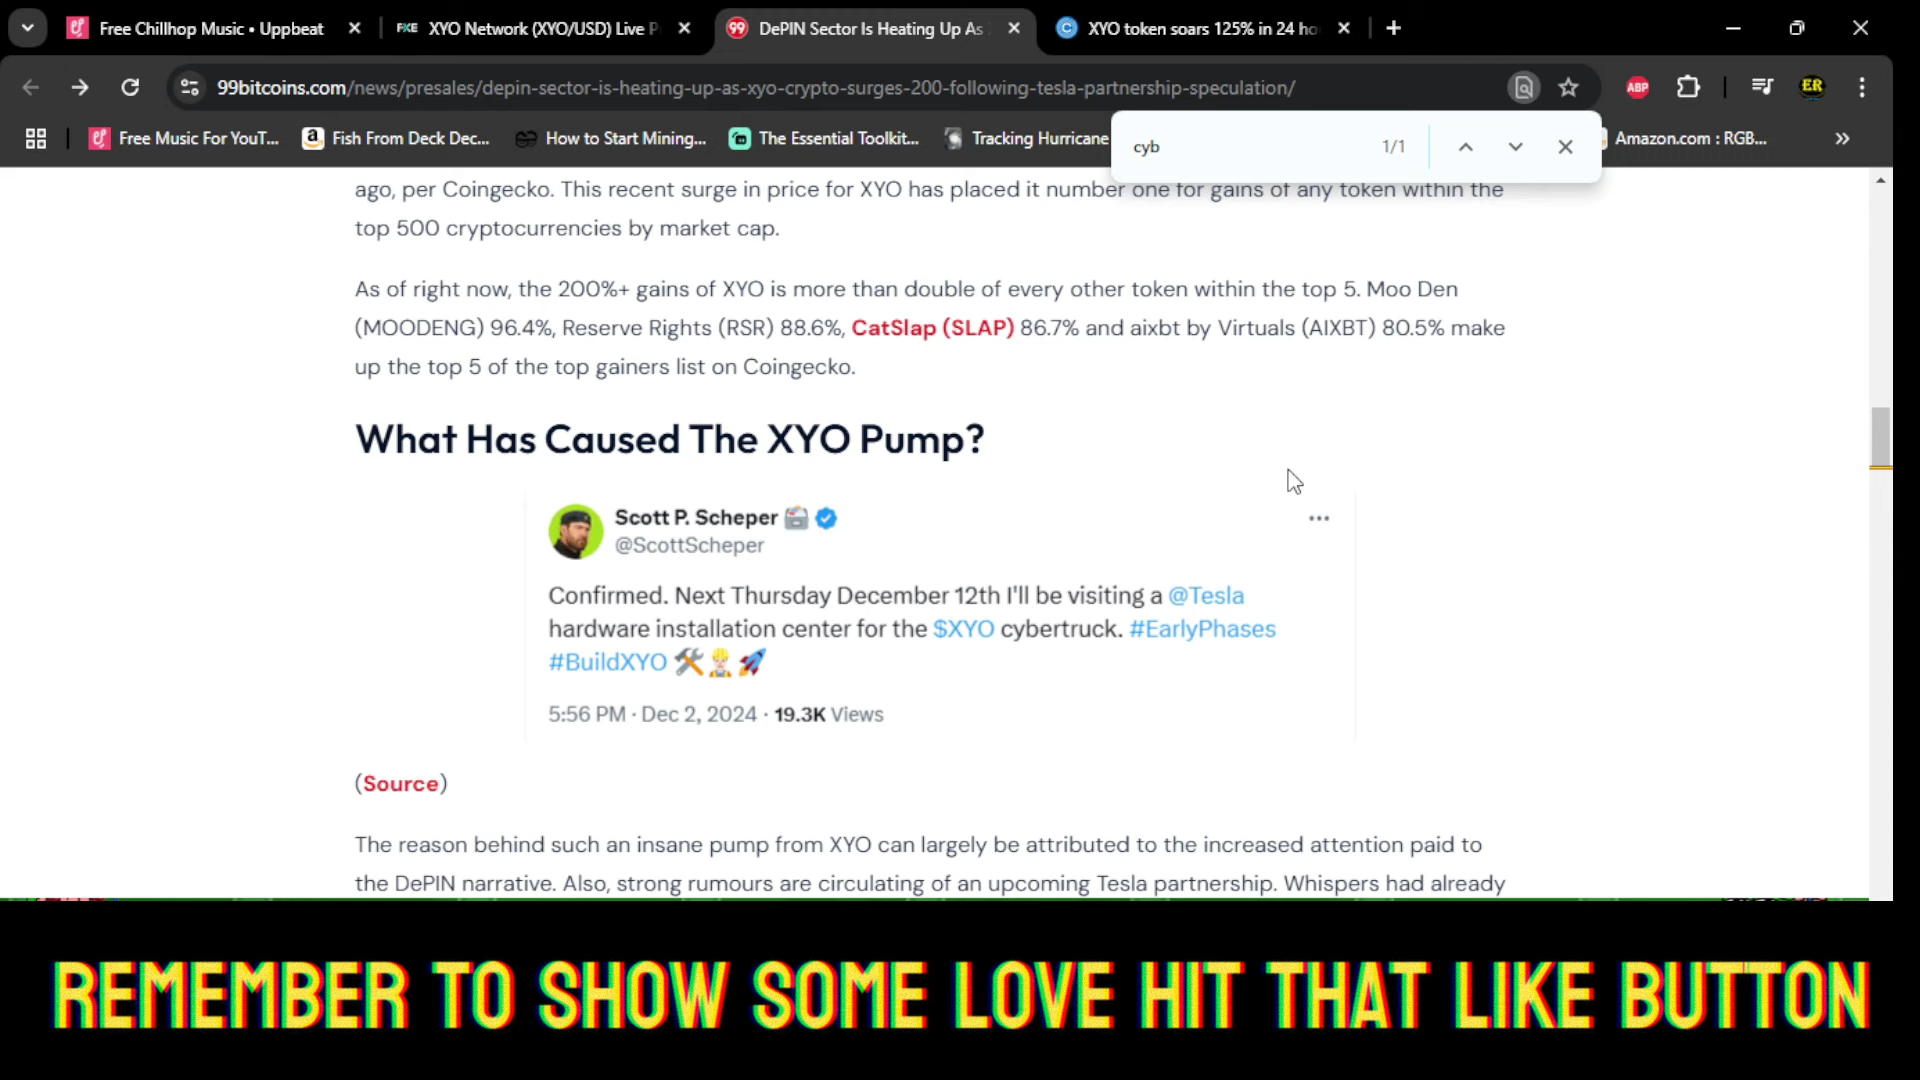 Free Chillhop Music • Uppbeat
FXE XYO Network (XYO/USD) Live P
99 DePIN Sector Is Heating Up As
XYO token soars 125% in 24 ho
99bitcoins.com/news/presales/depin-sector-is-heating-up-as-xyo-crypto-surges-200-following-tesla-partnership-speculation/
ABP
ER
Free Music For YouT...
Fish From Deck Dec...
How to Start Mining...
The Essential Toolkit...
Tracking Hurricane
Amazon.com : RGB...
cyb 1/1
ago, per Coingecko. This recent surge in price for XYO has placed it number one for gains of any token within the
top 500 cryptocurrencies by market cap.
As of right now, the 200%+ gains of XYO is more than double of every other token within the top 5. Moo Den
(MOODENG) 96.4%, Reserve Rights (RSR) 88.6%, CatSlap (SLAP) 86.7% and aixbt by Virtuals (AIXBT) 80.5% make
up the top 5 of the top gainers list on Coingecko.
What Has Caused The XYO Pump?
Scott P. Scheper
@ScottScheper
Confirmed. Next Thursday December 12th I'll be visiting a @Tesla
hardware installation center for the $XYO cybertruck. #EarlyPhases
#BuildXYO
5:56 PM · Dec 2, 2024 · 19.3K Views
(Source)
The reason behind such an insane pump from XYO can largely be attributed to the increased attention paid to
the DePIN narrative. Also, strong rumours are circulating of an upcoming Tesla partnership. Whispers had already
REMEMBER TO SHOW SOME LOVE HIT THAT LIKE BUTTON